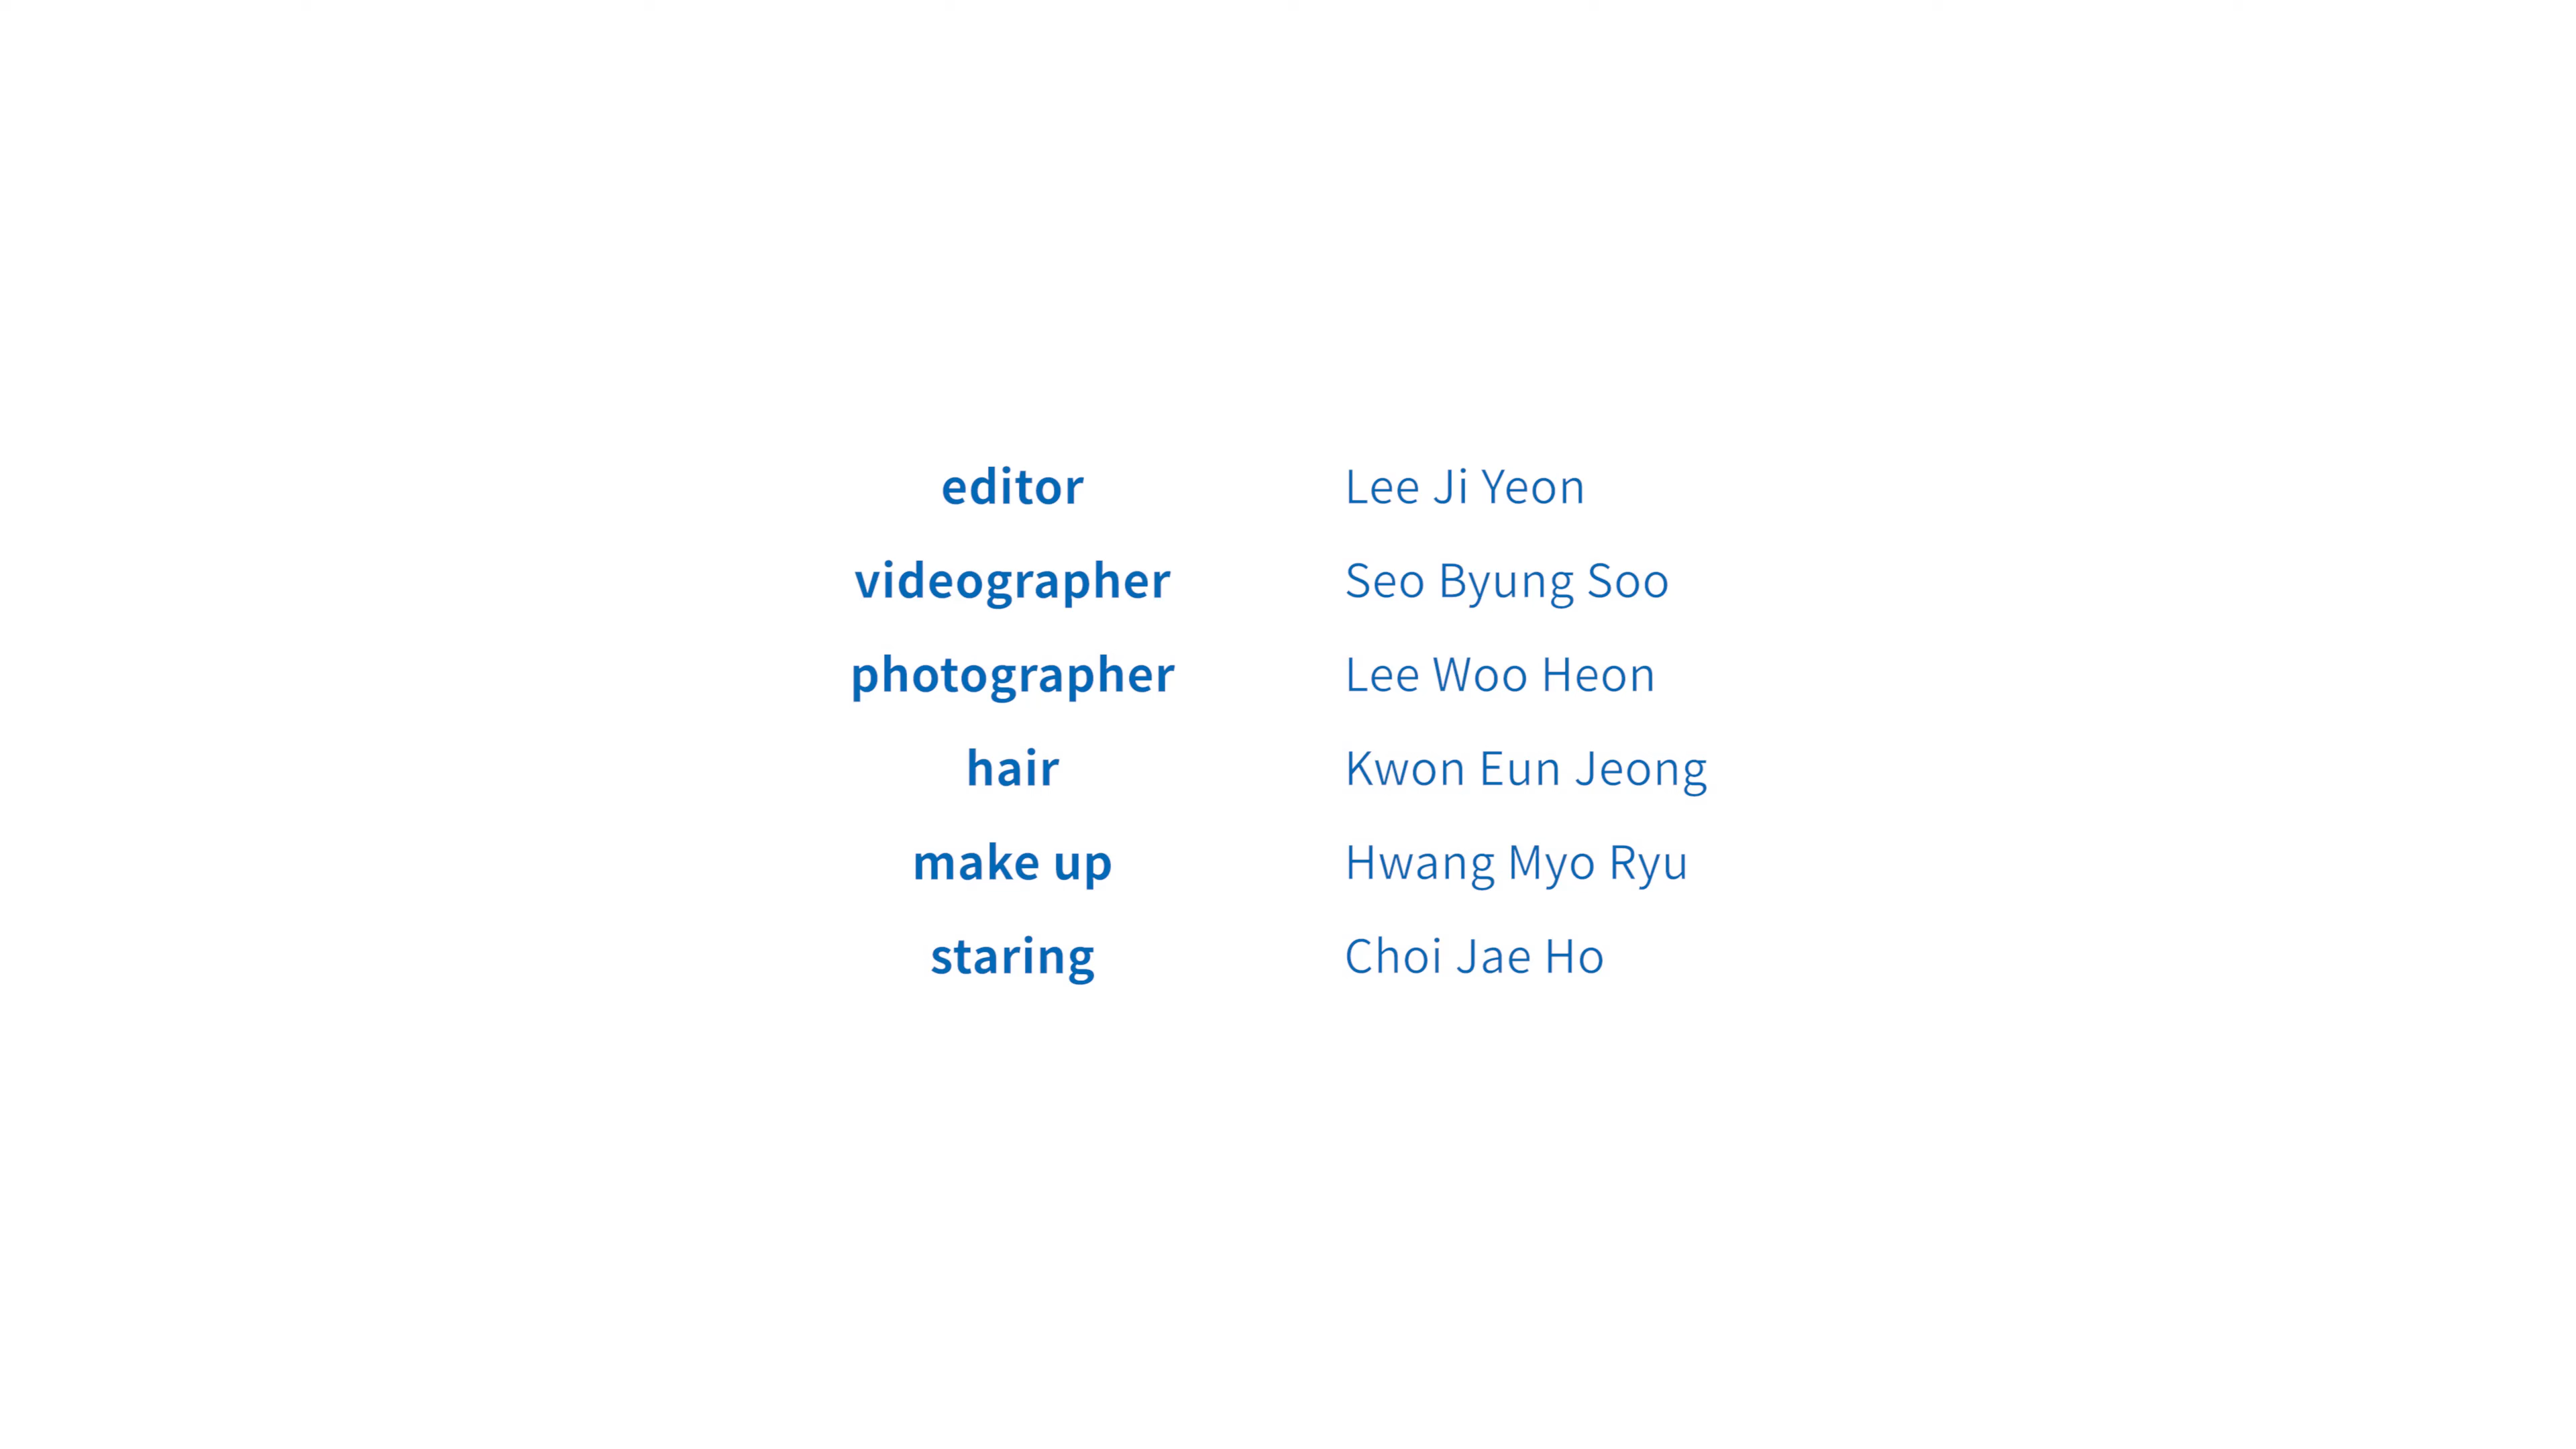 editor Lee Ji Yeon
videographer Seo Byung Soo
photographer Lee Woo Heon
hair Kwon Eun Jeong
make up Hwang Myo Ryu
staring Choi Jae Ho